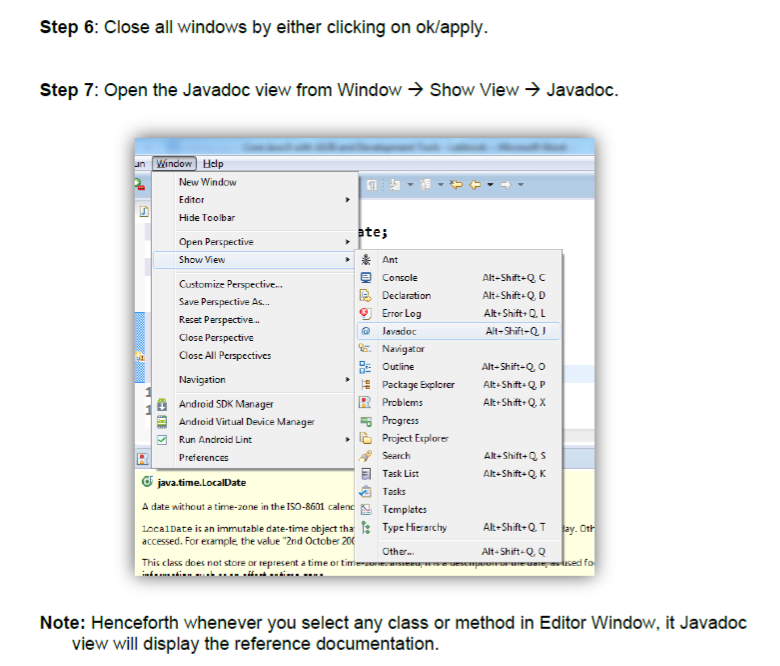 Step 6: Close all windows by either clicking on ok/apply.
Step 7: Open the Javadoc view from Window → Show View → Javadoc.
un Window Help
New Window
Editor
Hide Toolbar
ate;
Open Perspective
Show View
Ant
Customize Perspective...
Console Alt+Shift+Q, C
Save Perspective As...
Declaration Alt+Shift+Q, D
Reset Perspective...
Error Log Alt+Shift+Q, L
Close Perspective
Javadoc Alt+Shift+Q, J
Close All Perspectives
Navigator
Outline Alt+Shift+Q, O
Navigation
Package Explorer Alt+Shift+Q, P
Android SDK Manager
Problems Alt+Shift+Q, X
Android Virtual Device Manager
Progress
Run Android Lint
Project Explorer
Preferences
Search Alt+Shift+Q, S
Task List Alt+Shift+Q, K
java.time.LocalDate
Tasks
A date without a time-zone in the ISO-8601 calend
Templates
LocalDate is an immutable date-time object tha
Type Hierarchy Alt+Shift+Q, T
day. Oth
accessed. For example, the value "2nd October 200
Other... Alt+Shift+Q, Q
This class does not store or represent a time or time-zone. Instead, it is a description of the date, as used fo
Note: Henceforth whenever you select any class or method in Editor Window, it Javadoc
view will display the reference documentation.